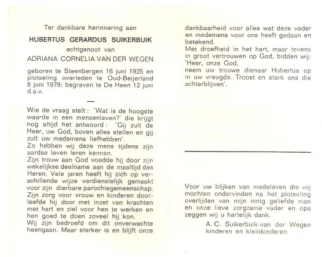 Ter dankbare herinnering aan
HUBERTUS GERARDUS SUIKERBUIK
echtgenoot van
ADRIANA CORNELIA VAN DER WEGEN
geboren te Steenbergen 16 juni 1925 en
plotseling overleden te Oud-Beijerland
8 juni 1979; begraven te De Heen 12 juni
d.a.v.
Wie de vraag stelt: 'Wat is de hoogste
waarde in een mensenleven?' die krijgt
nog altijd het antwoord: 'Gij zult de
Heer, uw God, boven alles stellen en gij
zult uw medemens liefhebben'.
Zo hebben wij deze mens tijdens zijn
aardse leven leren kennen.
Zijn trouw aan God voedde hij door zijn
wekelijkse deelname aan de maaltijd des
Heren. Vele jaren heeft hij zich op ver-
schillende wijze verdienstelijk gemaakt
voor zijn dierbare parochiegemeenschap.
Zijn zorg voor vrouw en kinderen door-
leefde hij door met inzet van krachten
met hart en ziel voor hen te werken en
hen goed te doen zoveel hij kon.
Wij zijn bedroefd om dit onverwachte
heengaan. Maar sterker is en blijft onze
dankbaarheid voor alles wat deze vader
en medemens voor ons heeft gedaan en
betekend.
Met droefheid in het hart, maar tevens
in groot vertrouwen op God, bidden wij:
'Heer, onze God,
neem uw trouwe dienaar Hubertus op
in uw vreugde. Troost en sterk ons die
achterblijven'.
Voor uw blijken van medeleven die wij
mochten ondervinden na het plotseling
overlijden van mijn innig geliefde man
en onze lieve zorgzame vader en opa
zeggen wij u hartelijk dank.
A. C. Suikerbuik-van der Wegen
kinderen en kleinkinderen